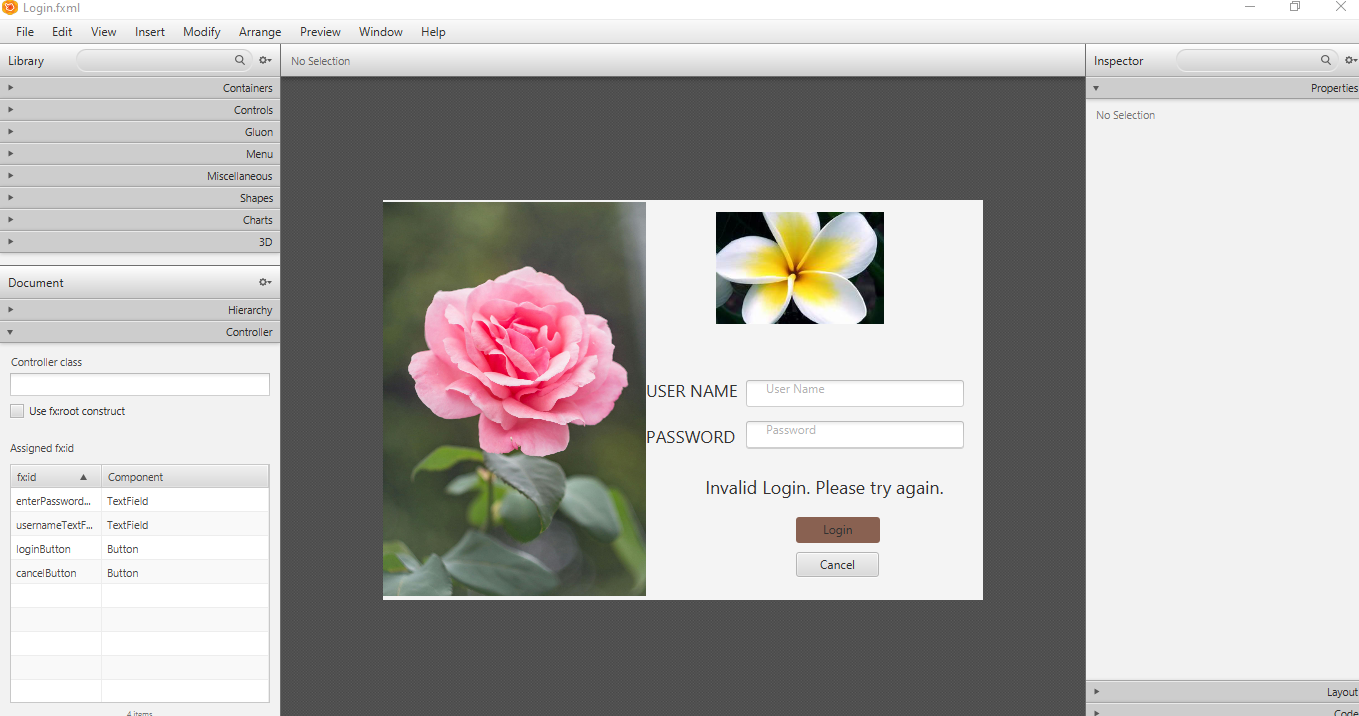 Login.fxml
File Edit View Insert Modify Arrange Preview Window Help
Library
Containers
Controls
Gluon
Menu
Miscellaneous
Shapes
Charts
3D
Document
Hierarchy
Controller
Controller class
Use fx:root construct
Assigned fx:id
fx:id Component
enterPassword... TextField
usernameTextF... TextField
loginButton Button
cancelButton Button
4 items
No Selection
USER NAME User Name
PASSWORD Password
Invalid Login. Please try again.
Login
Cancel
Inspector
Properties
No Selection
Layout
Code